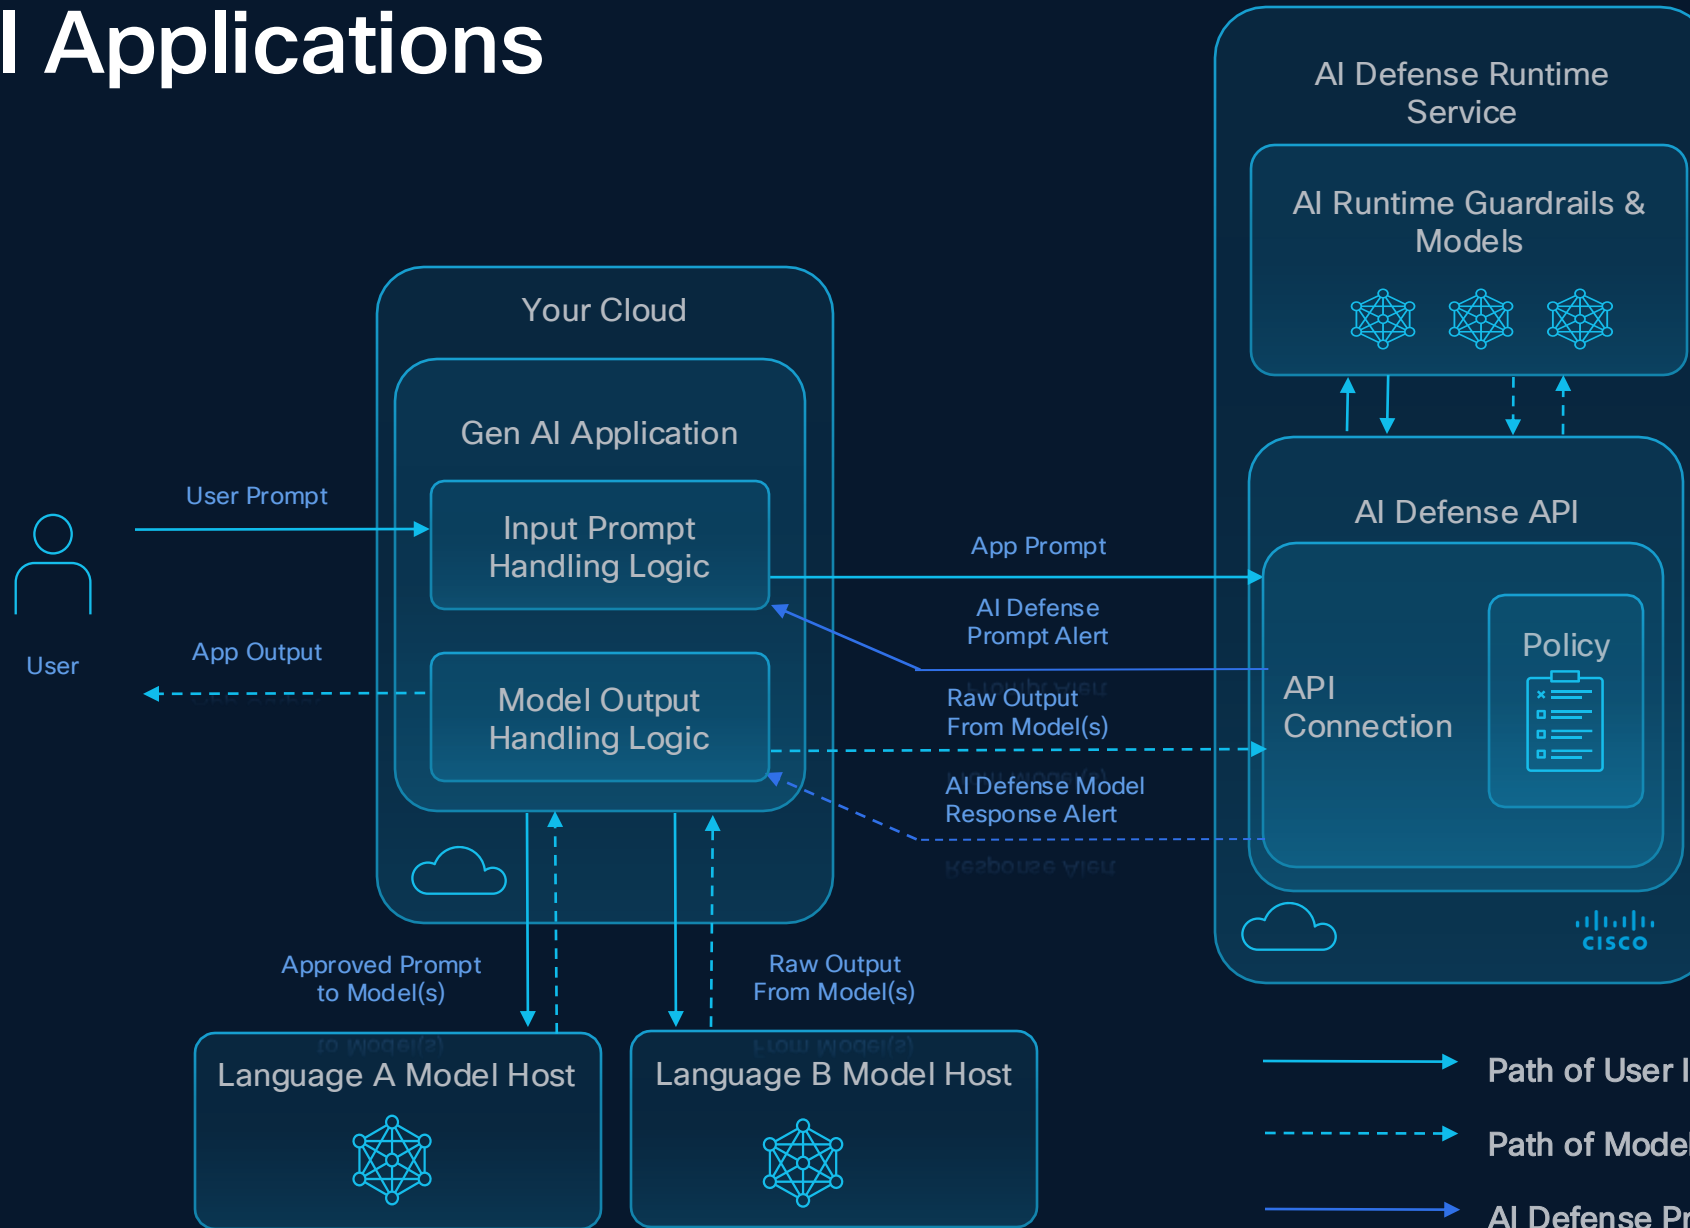 l Applications
AI Defense Runtime
Service
AI Runtime Guardrails &
Models
Your Cloud
Gen AI Application
User Prompt
Input Prompt
Handling Logic
App Prompt
AI Defense API
AI Defense
Prompt Alert
App Output
User
Model Output
Handling Logic
Raw Output
From Model(s)
API
Connection
Policy
AI Defense Model
Response Alert
CISCO
Approved Prompt
to Model(s)
Raw Output
From Model(s)
Language A Model Host
Language B Model Host
Path of User
Path of Model
AI Defense